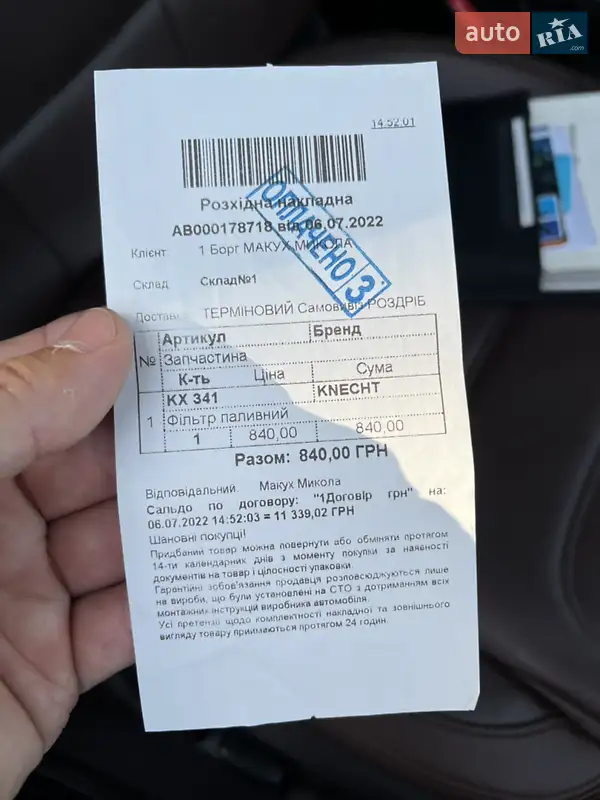 auto RIA .com
14.52.01
Розхідна накладна
АВ000178718 від 06.07.2022
Клієнт: 1 Борг МАКУХ МИКОЛА
ОПЛАЧЕНО 3
Склад Склад№1
Достав ТЕРМІНОВИЙ Самовивіз РОЗДРІБ
№ Артикул Бренд
Запчастина
К-ть Ціна Сума
1 KX 341 KNECHT
Фільтр паливний
1 840,00 840,00
Разом: 840,00 ГРН
Відповідальний: Макух Микола
Сальдо по договору: "1Договір грн" на:
06.07.2022 14:52:03 = 11 339,02 ГРН
Шановні покупці!
Придбаний товар можна повернути або обміняти протягом
14-ти календарних днів з моменту покупки за наявності
документів на товар і цілосності упаковки.
Гарантійні зобов'язання продавця розповсюджуються лише
на вироби, що були установлені на СТО з дотриманням всіх
монтажних інструкцій виробника автомобіля.
Усі претензії щодо комплектності накладної та зовнішнього
вигляду товару приймаються протягом 24 годин.